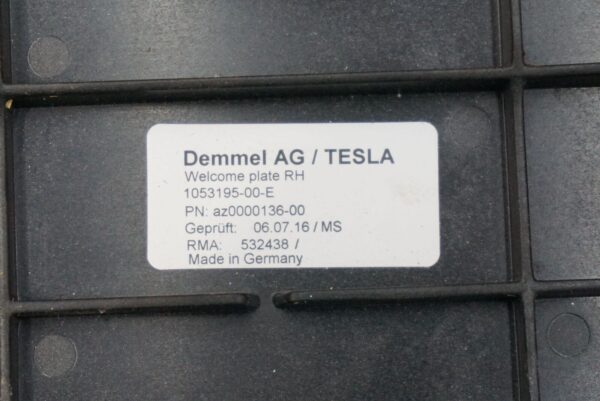 Demmel AG / TESLA
Welcome plate RH
1053195-00-E
PN: az0000136-00
Geprüft: 06.07.16 / MS
RMA: 532438 /
Made in Germany